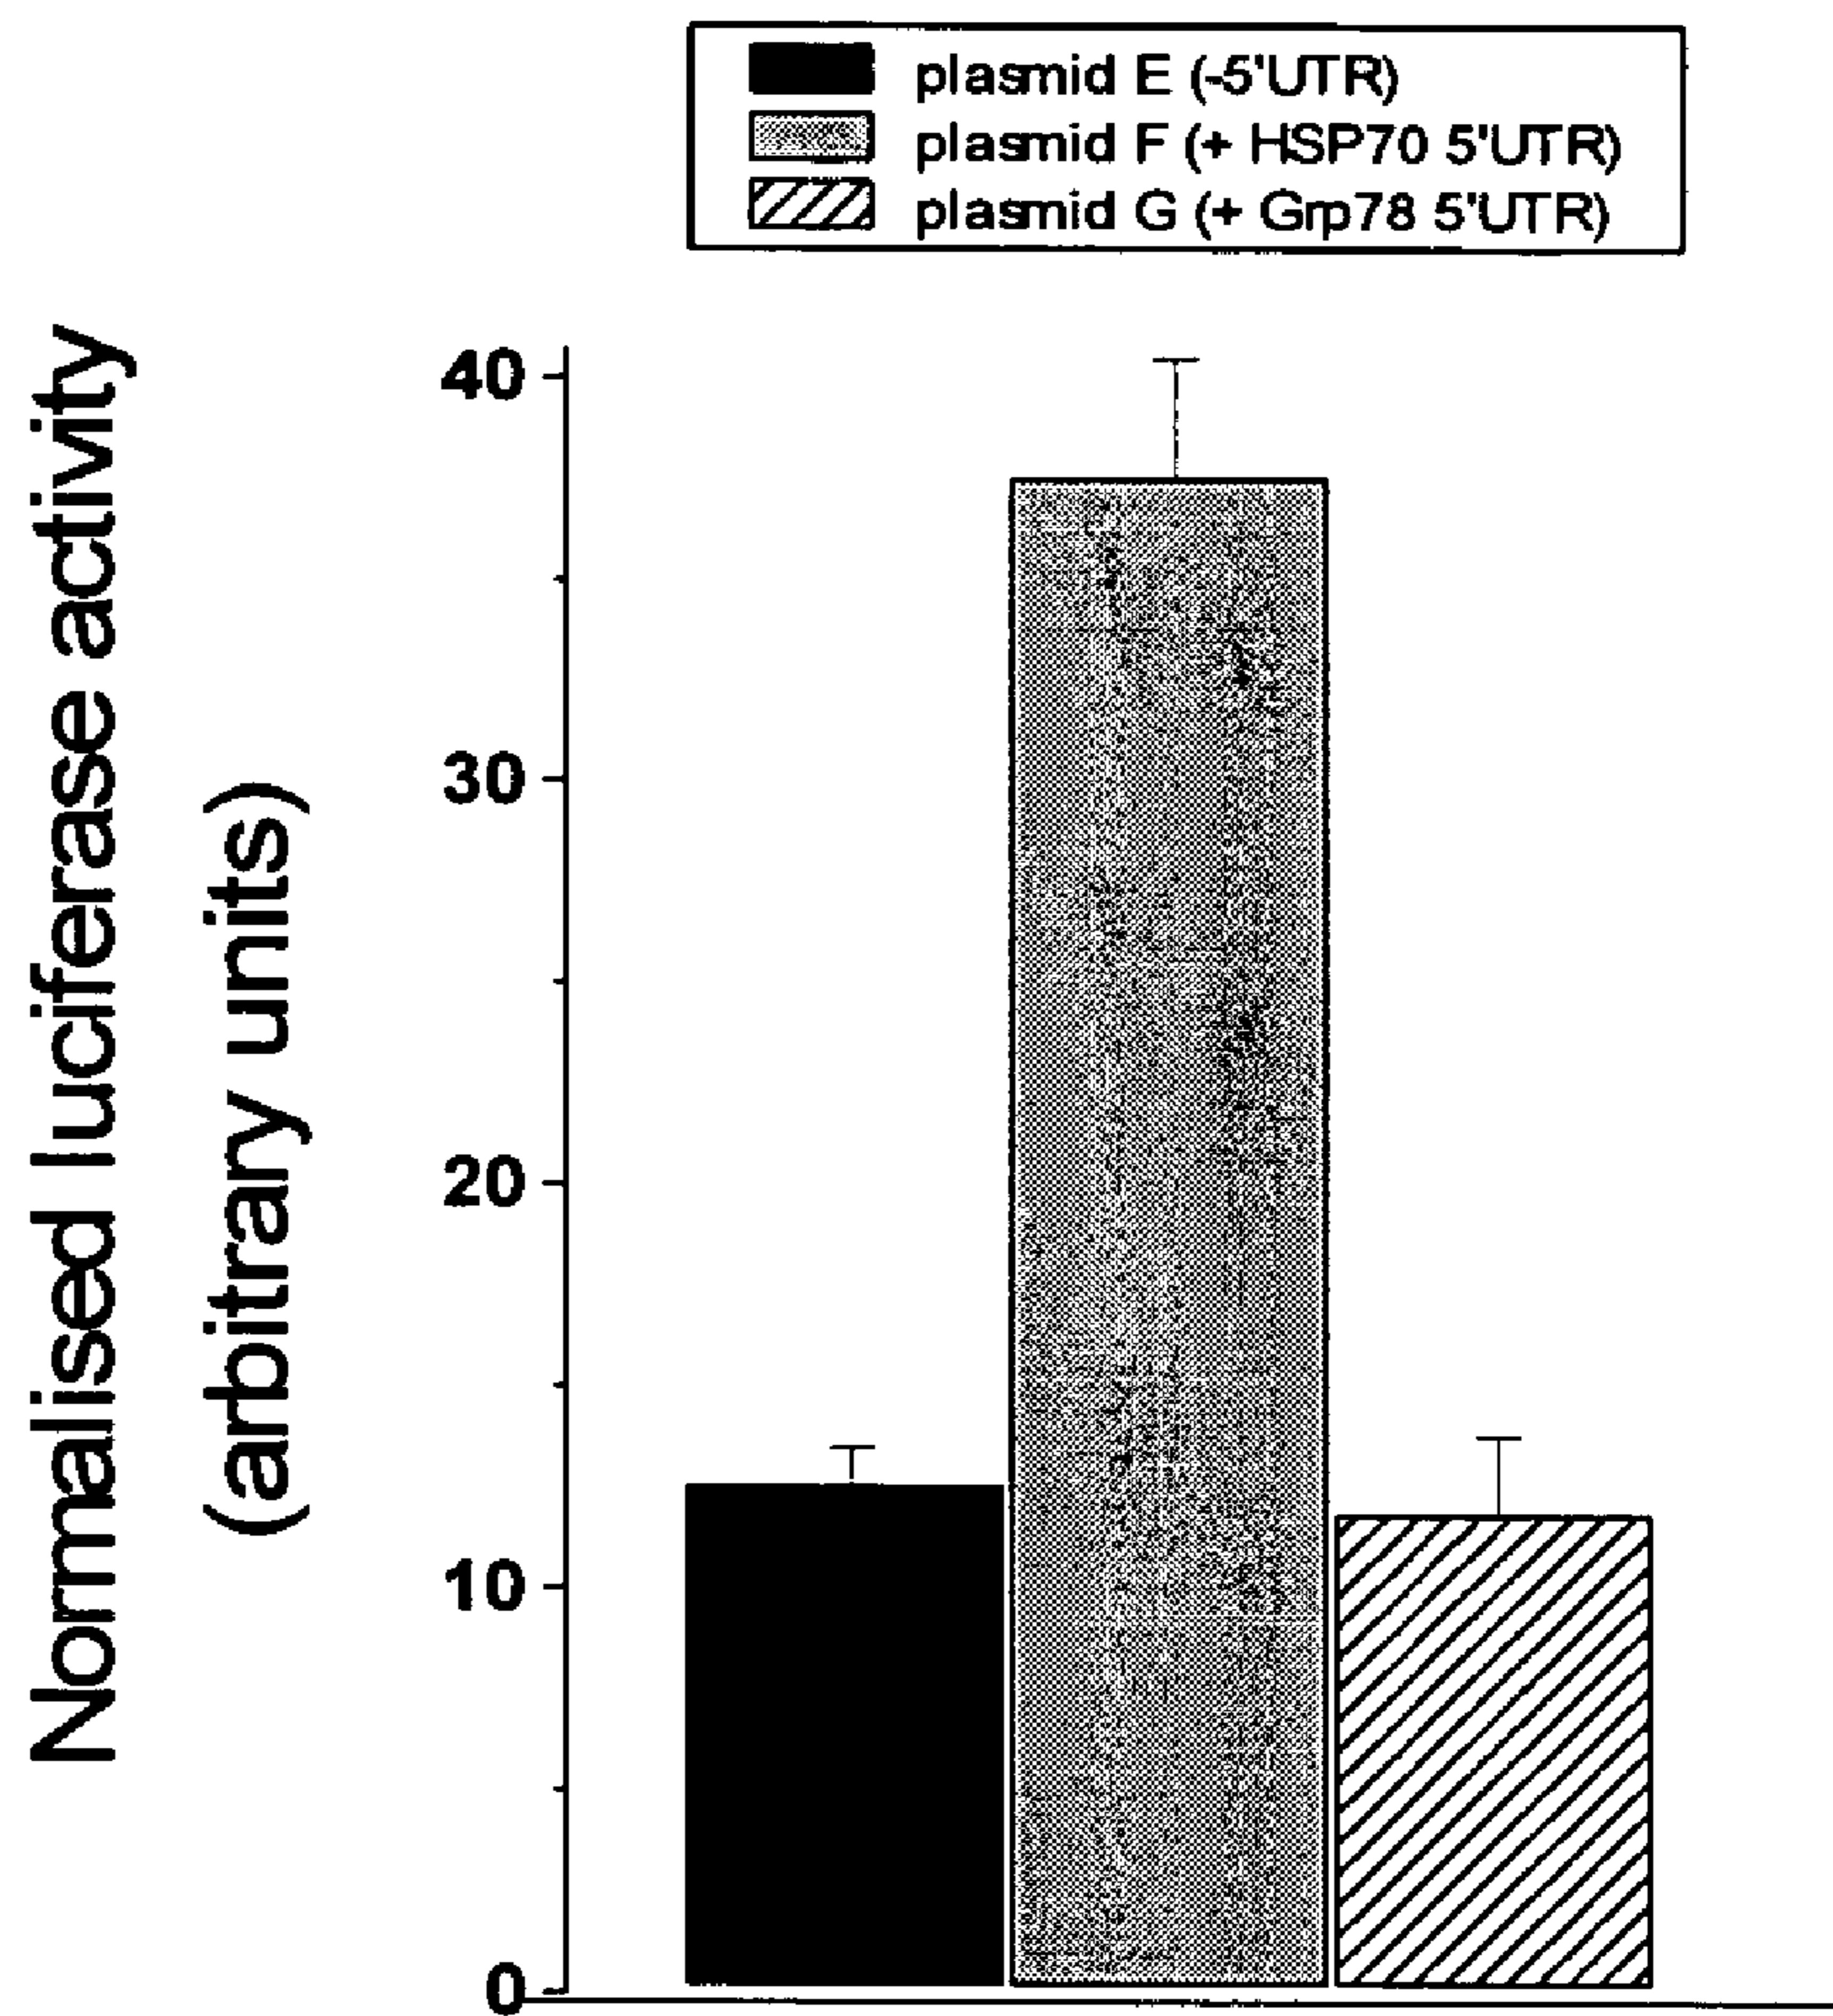 plasmid E (-5'UTR)
plasmid F (+ HSP70 5'UTR)
plasmid G (+ Grp78 5'UTR)
Normalised luciferase activity
(arbitrary units)
40
30
20
10
0